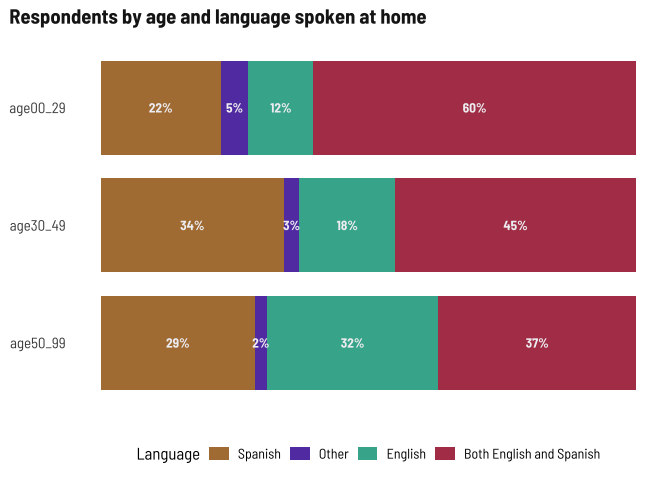 Respondents by age and language spoken at home
age00_29 22% 5% 12% 60%
age30_49 34% 3% 18% 45%
age50_99 29% 2% 32% 37%
Language Spanish Other English Both English and Spanish